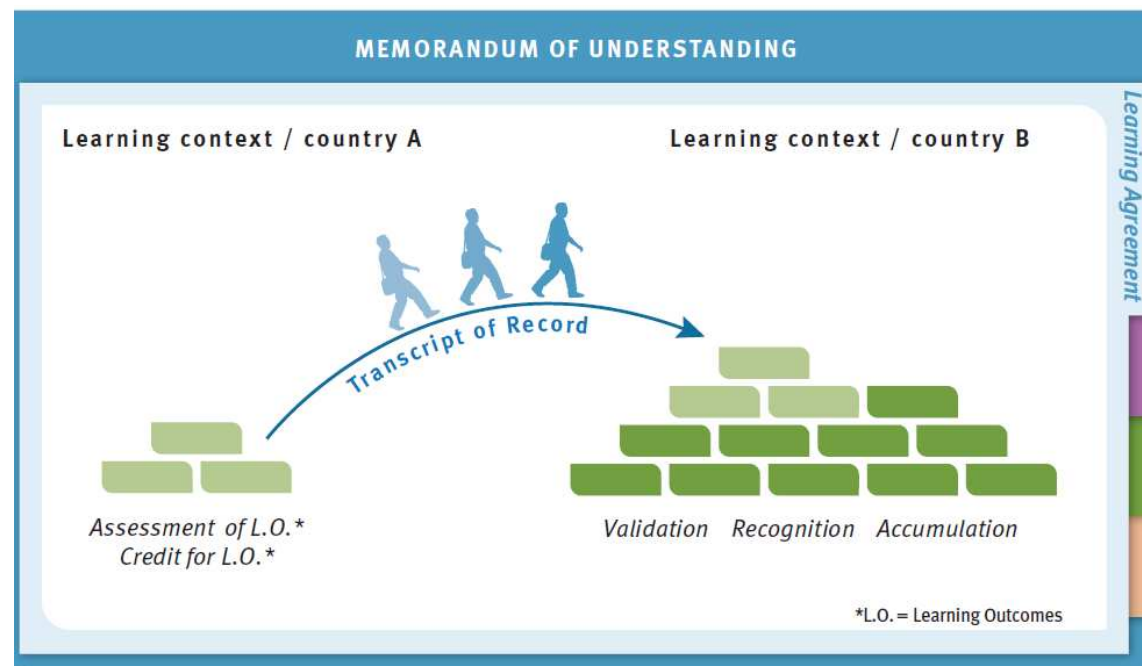 MEMORANDUM OF UNDERSTANDING
Learning Agreement
Learning context / country A
Learning context / country B
Transcript of Record
Assessment of L.O.*
Credit for L.O.*
Validation Recognition Accumulation
*L.O. = Learning Outcomes